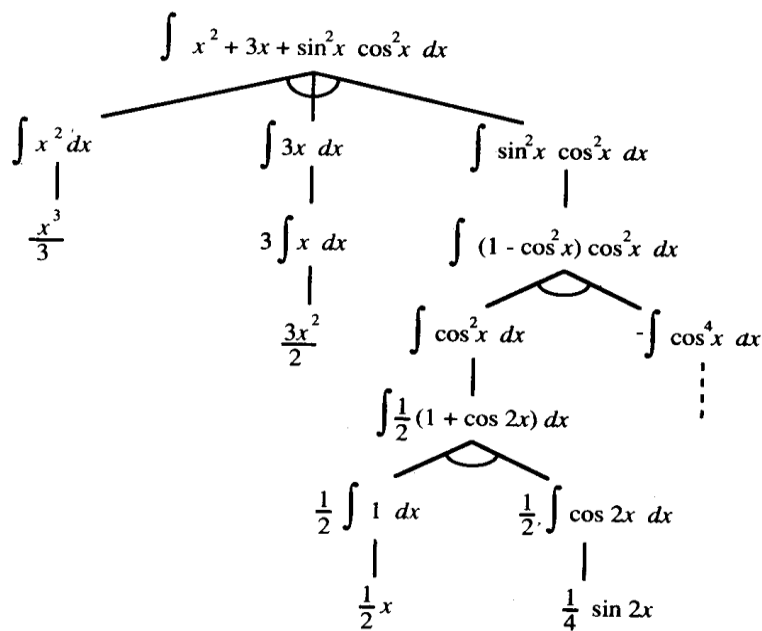 ∫ x² + 3x + sin²x cos²x dx
∫ x² dx ∫ 3x dx ∫ sin²x cos²x dx
x³/3 3 ∫ x dx ∫ (1 - cos²x) cos²x dx
3x²/2 ∫ cos²x dx -∫ cos⁴x dx
∫ 1/2 (1 + cos 2x) dx
1/2 ∫ 1 dx 1/2 ∫ cos 2x dx
1/2 x 1/4 sin 2x